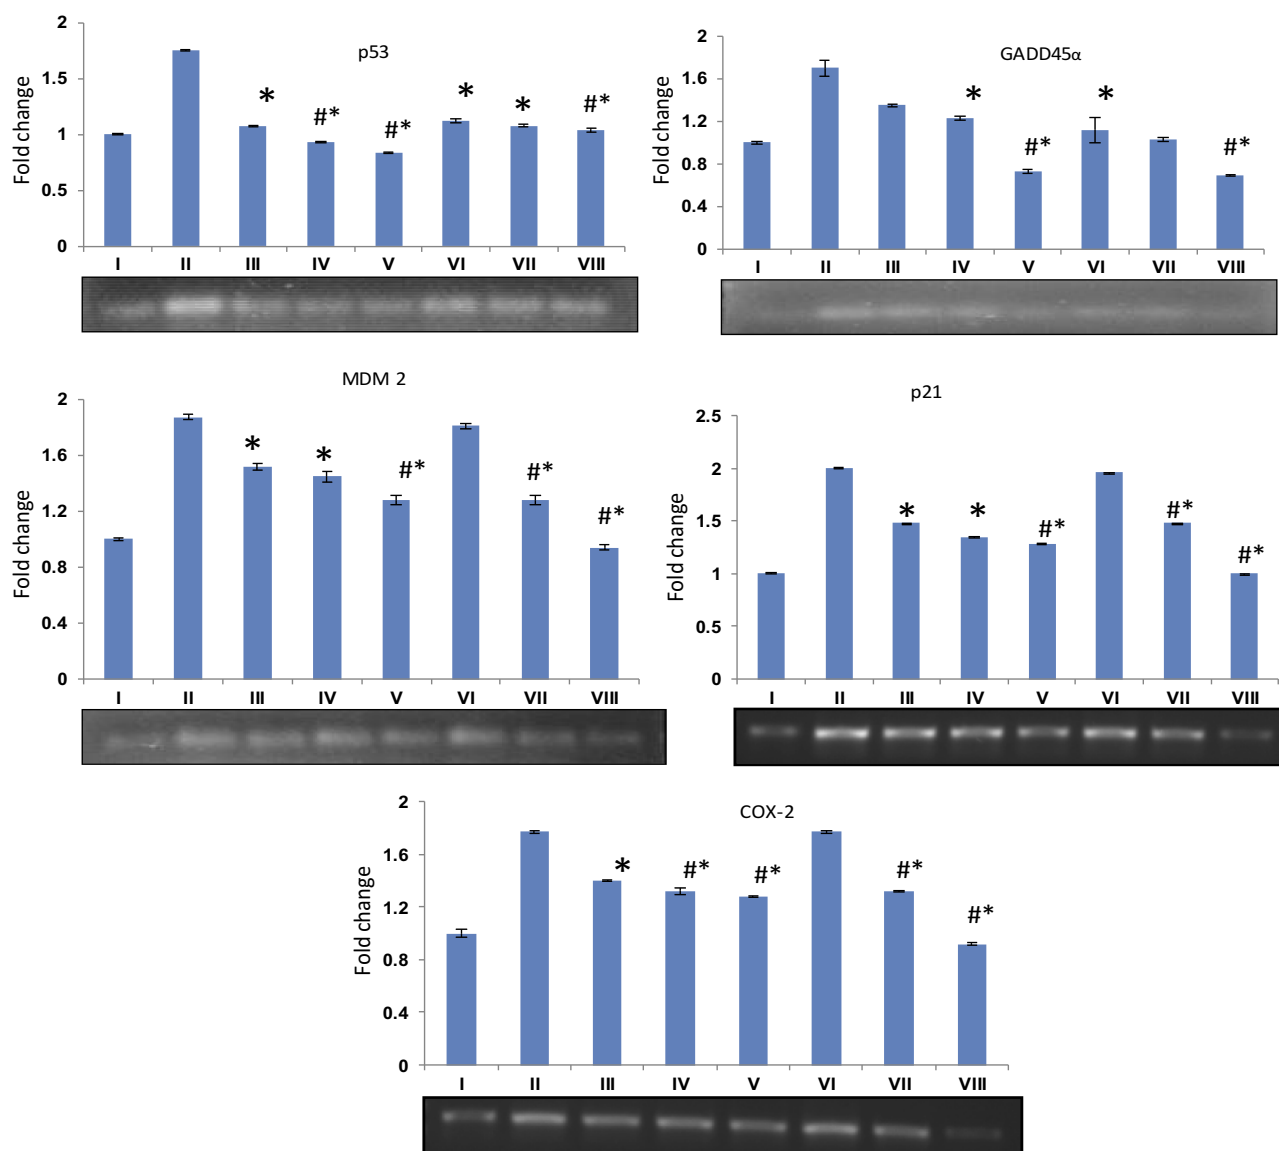 p53
Fold change
2
1.5
1
0.5
0
* #* #* * * #*
I II III IV V VI VII VIII
GADD45α
Fold change
2
1.6
1.2
0.8
0.4
0
* #* * #*
I II III IV V VI VII VIII
MDM 2
Fold change
2
1.6
1.2
0.8
0.4
0
* * #* #* #*
I II III IV V VI VII VIII
p21
Fold change
2.5
2
1.5
1
0.5
0
* * #* #* #*
I II III IV V VI VII VIII
COX-2
Fold change
2
1.6
1.2
0.8
0.4
0
* #* #* #* #*
I II III IV V VI VII VIII